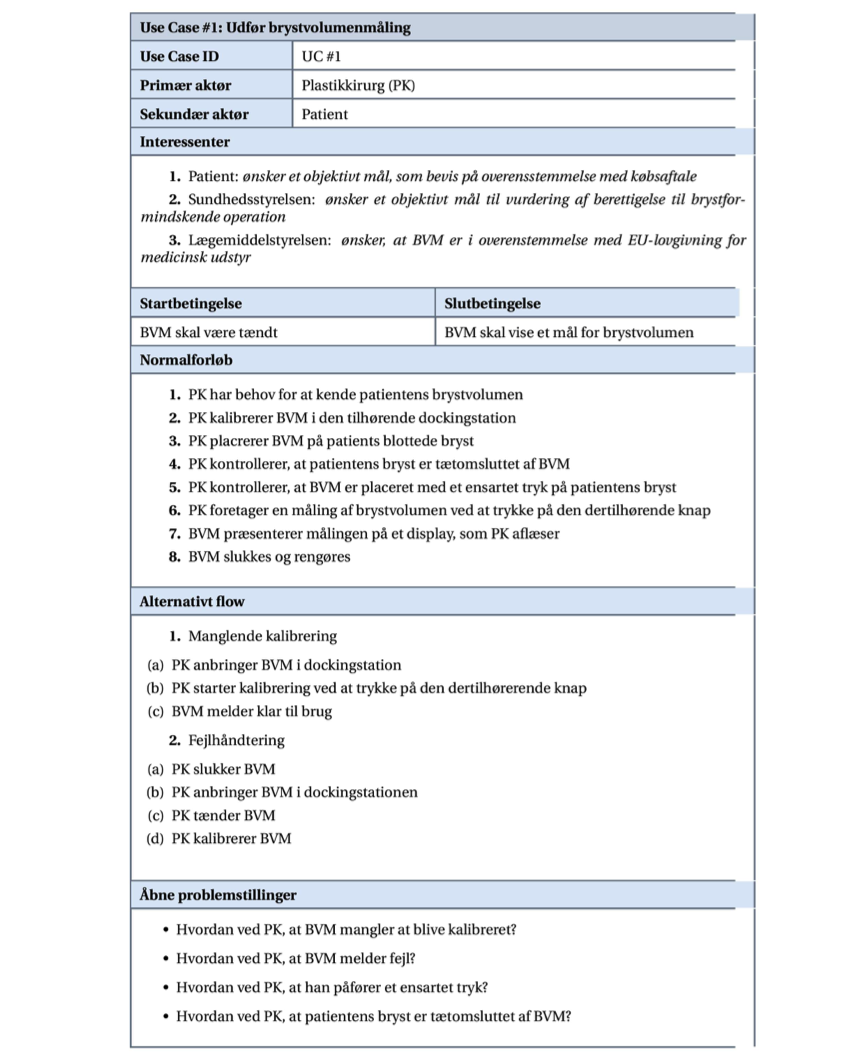 Use Case #1: Udfør brystvolumenmåling
Use Case ID UC #1
Primær aktør Plastikkirurg (PK)
Sekundær aktør Patient
Interessenter
1. Patient: ønsker et objektivt mål, som bevis på overensstemmelse med købsaftale
2. Sundhedsstyrelsen: ønsker et objektivt mål til vurdering af berettigelse til brystfor-
mindskende operation
3. Lægemiddelstyrelsen: ønsker, at BVM er i overenstemmelse med EU-lovgivning for
medicinsk udstyr
Startbetingelse Slutbetingelse
BVM skal være tændt BVM skal vise et mål for brystvolumen
Normalforløb
1. PK har behov for at kende patientens brystvolumen
2. PK kalibrerer BVM i den tilhørende dockingstation
3. PK placrerer BVM på patients blottede bryst
4. PK kontrollerer, at patientens bryst er tætomsluttet af BVM
5. PK kontrollerer, at BVM er placeret med et ensartet tryk på patientens bryst
6. PK foretager en måling af brystvolumen ved at trykke på den dertilhørende knap
7. BVM præsenterer målingen på et display, som PK aflæser
8. BVM slukkes og rengøres
Alternativt flow
1. Manglende kalibrering
(a) PK anbringer BVM i dockingstation
(b) PK starter kalibrering ved at trykke på den dertilhørerende knap
(c) BVM melder klar til brug
2. Fejlhåndtering
(a) PK slukker BVM
(b) PK anbringer BVM i dockingstationen
(c) PK tænder BVM
(d) PK kalibrerer BVM
Åbne problemstillinger
• Hvordan ved PK, at BVM mangler at blive kalibreret?
• Hvordan ved PK, at BVM melder fejl?
• Hvordan ved PK, at han påfører et ensartet tryk?
• Hvordan ved PK, at patientens bryst er tætomsluttet af BVM?